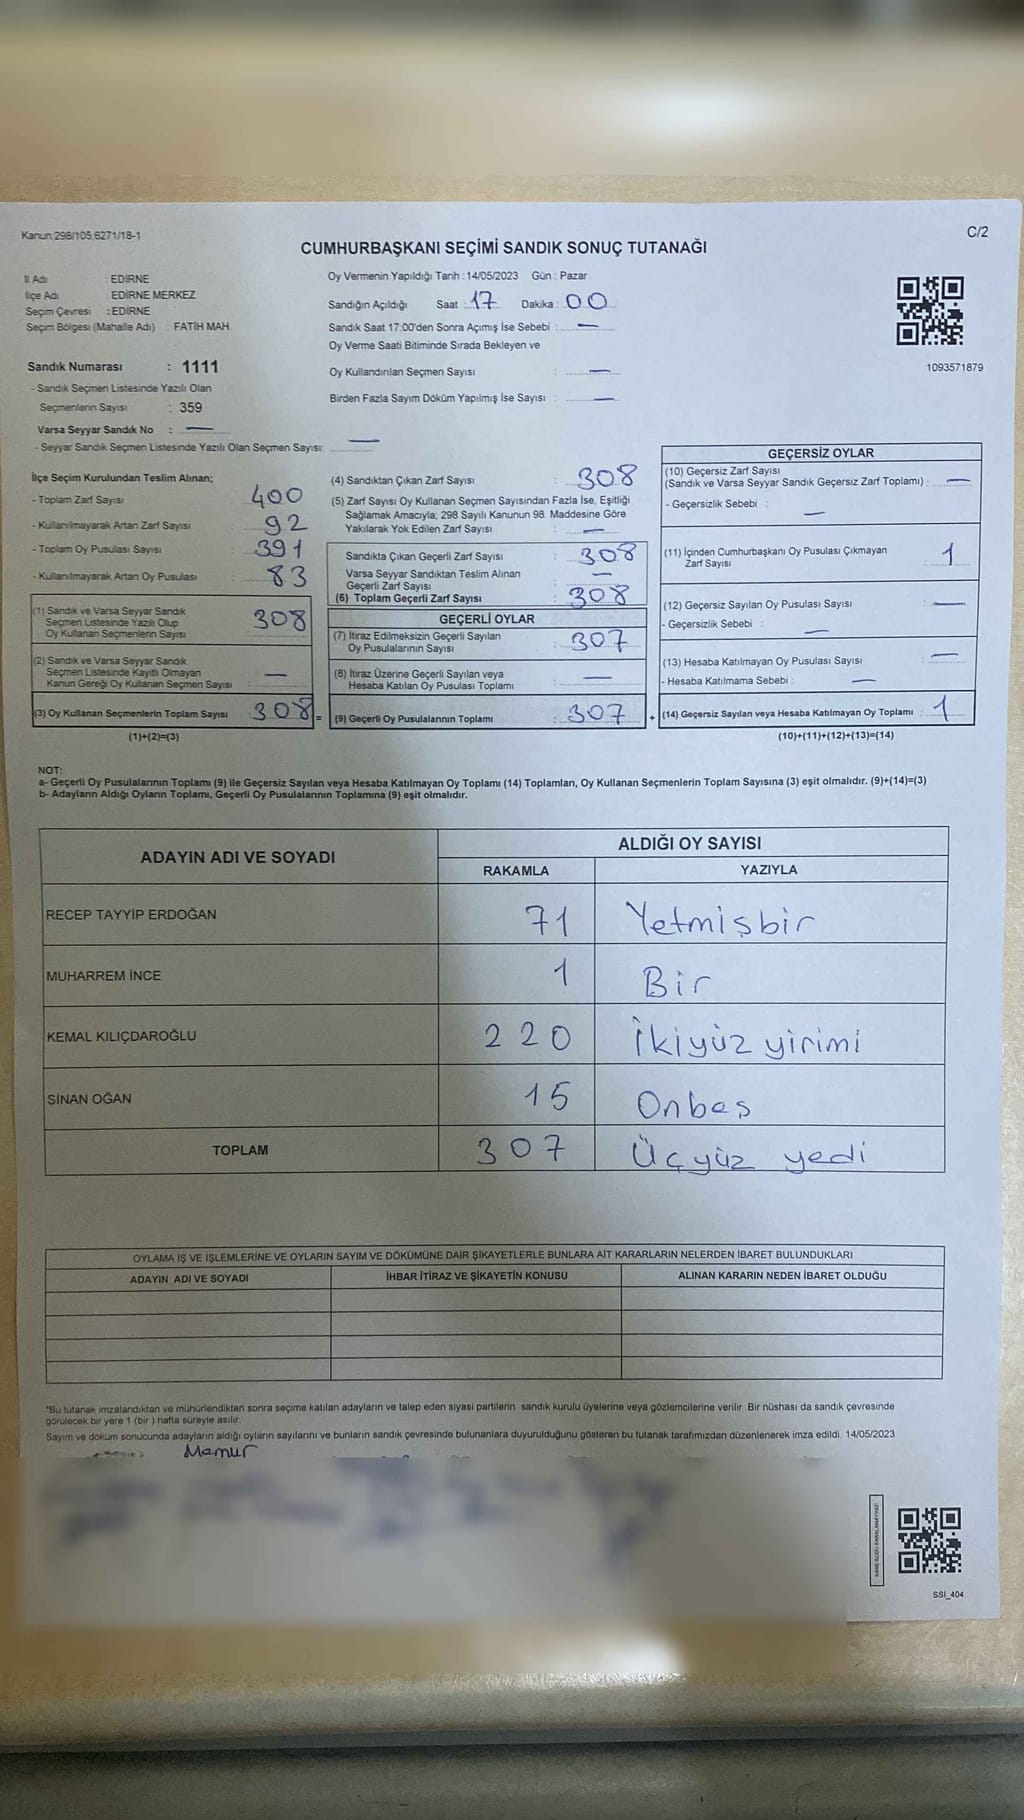 Kanun 298/105,6271/18-1
C/2
CUMHURBAŞKANI SEÇİMİ SANDIK SONUÇ TUTANAĞI
İl Adı : EDİRNE
İlçe Adı : EDİRNE MERKEZ
Seçim Çevresi : EDİRNE
Seçim Bölgesi (Mahalle Adı) : FATİH MAH.
Sandık Numarası : 1111
- Sandık Seçmen Listesinde Yazılı Olan
Seçmenlerin Sayısı : 359
Varsa Seyyar Sandık No : —
- Seyyar Sandık Seçmen Listesinde Yazılı Olan Seçmen Sayısı: —
Oy Vermenin Yapıldığı Tarih : 14/05/2023 Gün : Pazar
Sandığın Açıldığı Saat : 17 Dakika : 00
Sandık Saat 17:00'den Sonra Açımış İse Sebebi : —
Oy Verme Saati Bitiminde Sırada Bekleyen ve
Oy Kullandırılan Seçmen Sayısı : —
Birden Fazla Sayım Döküm Yapılmış İse Sayısı : —
1093571879
İlçe Seçim Kurulundan Teslim Alınan;
- Toplam Zarf Sayısı : 400
- Kullanılmayarak Artan Zarf Sayısı : 92
- Toplam Oy Pusulası Sayısı : 391
- Kullanılmayarak Artan Oy Pusulası : 83
(1) Sandık ve Varsa Seyyar Sandık
Seçmen Listesinde Yazılı Olup
Oy Kullanan Seçmenlerin Sayısı : 308
(2) Sandık ve Varsa Seyyar Sandık
Seçmen Listesinde Kayıtlı Olmayan
Kanun Gereği Oy Kullanan Seçmen Sayısı : —
(3) Oy Kullanan Seçmenlerin Toplam Sayısı : 308 =
(1)+(2)=(3)
(4) Sandıktan Çıkan Zarf Sayısı : 308
(5) Zarf Sayısı Oy Kullanan Seçmen Sayısından Fazla İse, Eşitliği
Sağlamak Amacıyla, 298 Sayılı Kanunun 98. Maddesine Göre
Yakılarak Yok Edilen Zarf Sayısı : —
Sandıkta Çıkan Geçerli Zarf Sayısı : 308
Varsa Seyyar Sandıktan Teslim Alınan
Geçerli Zarf Sayısı : —
(6) Toplam Geçerli Zarf Sayısı : 308
GEÇERLİ OYLAR
(7) İtiraz Edilmeksizin Geçerli Sayılan
Oy Pusulalarının Sayısı : 307
(8) İtiraz Üzerine Geçerli Sayılan veya
Hesaba Katılan Oy Pusulası Toplamı : —
(9) Geçerli Oy Pusulalarının Toplamı : 307 +
GEÇERSİZ OYLAR
(10) Geçersiz Zarf Sayısı
(Sandık ve Varsa Seyyar Sandık Geçersiz Zarf Toplamı) : —
- Geçersizlik Sebebi : —
(11) İçinden Cumhurbaşkanı Oy Pusulası Çıkmayan
Zarf Sayısı : 1
(12) Geçersiz Sayılan Oy Pusulası Sayısı : —
- Geçersizlik Sebebi : —
(13) Hesaba Katılmayan Oy Pusulası Sayısı : —
- Hesaba Katılmama Sebebi : —
(14) Geçersiz Sayılan veya Hesaba Katılmayan Oy Toplamı : 1
(10)+(11)+(12)+(13)=(14)
NOT:
a- Geçerli Oy Pusulalarının Toplamı (9) ile Geçersiz Sayılan veya Hesaba Katılmayan Oy Toplamı (14) Toplamları, Oy Kullanan Seçmenlerin Toplam Sayısına (3) eşit olmalıdır. (9)+(14)=(3)
b- Adayların Aldığı Oyların Toplamı, Geçerli Oy Pusulalarının Toplamına (9) eşit olmalıdır.
ADAYIN ADI VE SOYADI
ALDIĞI OY SAYISI
RAKAMLA YAZIYLA
RECEP TAYYİP ERDOĞAN 71 Yetmişbir
MUHARREM İNCE 1 Bir
KEMAL KILIÇDAROĞLU 220 İkiyüz yirimi
SİNAN OĞAN 15 Onbeş
TOPLAM 307 Üçyüz yedi
OYLAMA İŞ VE İŞLEMLERİNE VE OYLARIN SAYIM VE DÖKÜMÜNE DAİR ŞİKAYETLERLE BUNLARA AİT KARARLARIN NELERDEN İBARET BULUNDUKLARI
ADAYIN ADI VE SOYADI İHBAR İTİRAZ VE ŞİKAYETİN KONUSU ALINAN KARARIN NEDEN İBARET OLDUĞU
*Bu tutanak imzalandıktan ve mühürlendikten sonra seçime katılan adayların ve talep eden siyasi partilerin sandık kurulu üyelerine veya gözlemcilerine verilir. Bir nüshası da sandık çevresinde
görülecek bir yere 1 (bir) hafta süreyle asılır.
Sayım ve döküm sonucunda adayların aldığı oyların sayılarını ve bunların sandık çevresinde bulunanlara duyurulduğunu gösteren bu tutanak tarafımızdan düzenlenerek imza edildi. 14/05/2023
Memur
KARE KODU KARALAMAYINIZ!
SSI_404